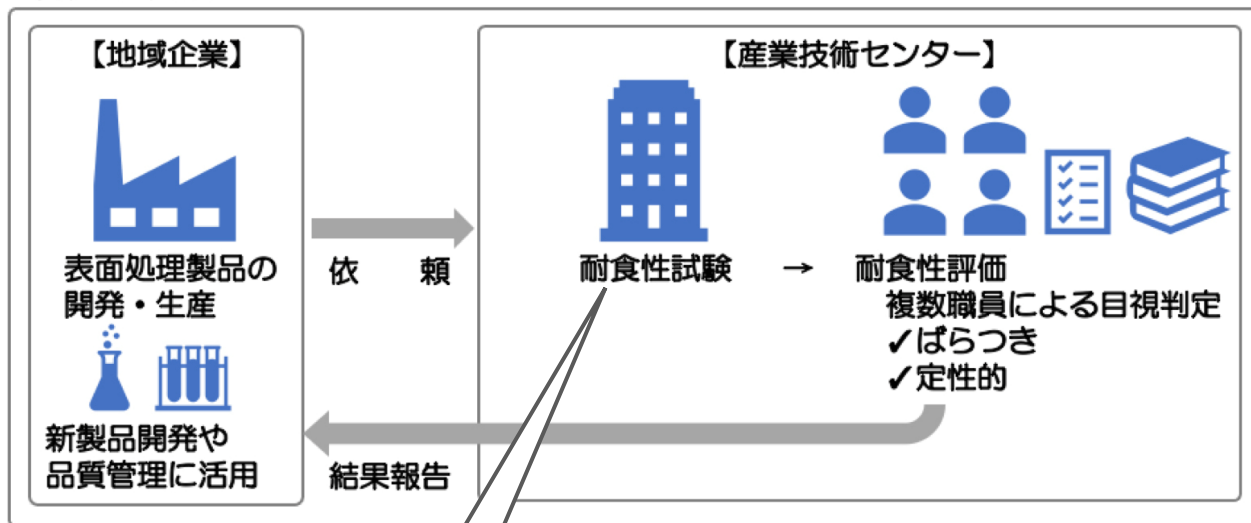 【地域企業】
表面処理製品の
開発・生産
新製品開発や
品質管理に活用
依　頼
結果報告
【産業技術センター】
耐食性試験　→　耐食性評価
複数職員による目視判定
✓ばらつき
✓定性的